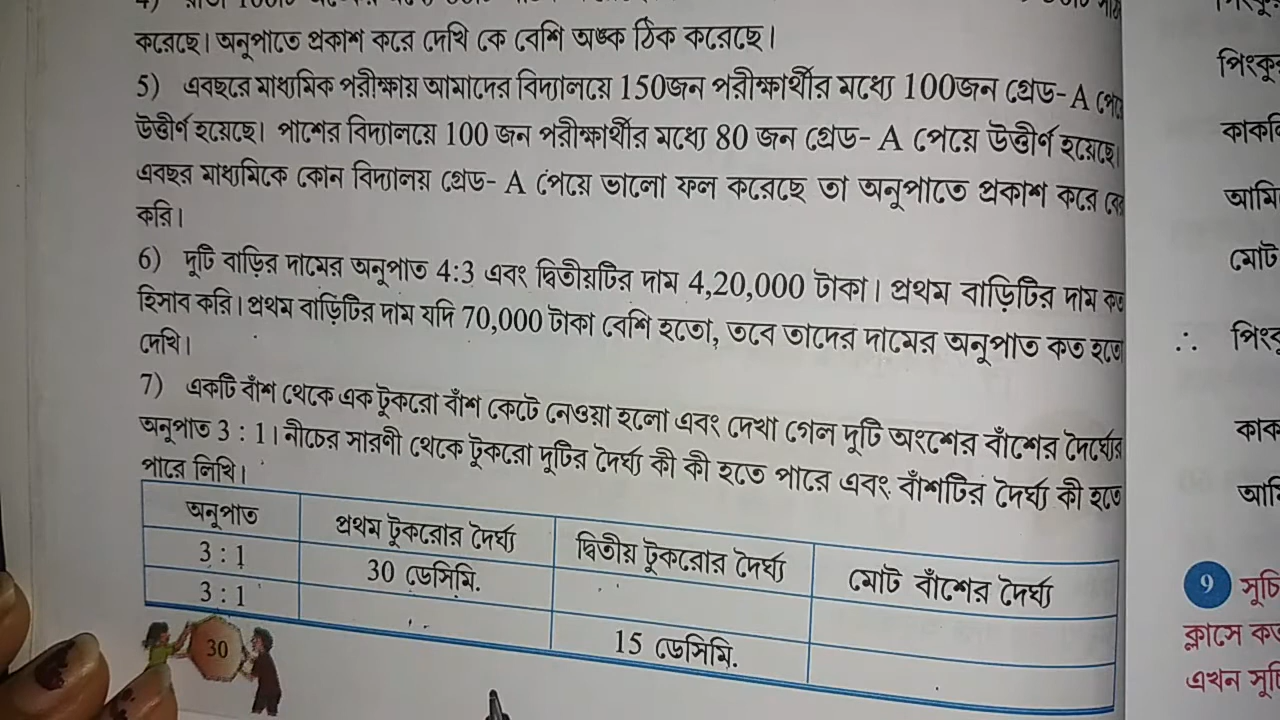 করেছে। অনুপাতে প্রকাশ করে দেখি কে বেশি অঙ্ক ঠিক করেছে।
5) এবছরে মাধ্যমিক পরীক্ষায় আমাদের বিদ্যালয়ে 150জন পরীক্ষার্থীর মধ্যে 100জন গ্রেড- A পেয়ে
উত্তীর্ণ হয়েছে। পাশের বিদ্যালয়ে 100 জন পরীক্ষার্থীর মধ্যে 80 জন গ্রেড- A পেয়ে উত্তীর্ণ হয়েছে।
এবছর মাধ্যমিকে কোন বিদ্যালয় গ্রেড- A পেয়ে ভালো ফল করেছে তা অনুপাতে প্রকাশ করে বের
করি।
6) দুটি বাড়ির দামের অনুপাত 4:3 এবং দ্বিতীয়টির দাম 4,20,000 টাকা। প্রথম বাড়িটির দাম কত
হিসাব করি। প্রথম বাড়িটির দাম যদি 70,000 টাকা বেশি হতো, তবে তাদের দামের অনুপাত কত হতো
দেখি।
7) একটি বাঁশ থেকে এক টুকরো বাঁশ কেটে নেওয়া হলো এবং দেখা গেল দুটি অংশের বাঁশের দৈর্ঘ্যের
অনুপাত 3 : 1। নীচের সারণী থেকে টুকরো দুটির দৈর্ঘ্য কী কী হতে পারে এবং বাঁশটির দৈর্ঘ্য কী হতে
পারে লিখি।
অনুপাত প্রথম টুকরোর দৈর্ঘ্য দ্বিতীয় টুকরোর দৈর্ঘ্য মোট বাঁশের দৈর্ঘ্য
3 : 1 30 ডেসিমি.
3 : 1 15 ডেসিমি.
30
আমি
মোট
∴
9 সূচি
ক্লাসে
এখন সূচি